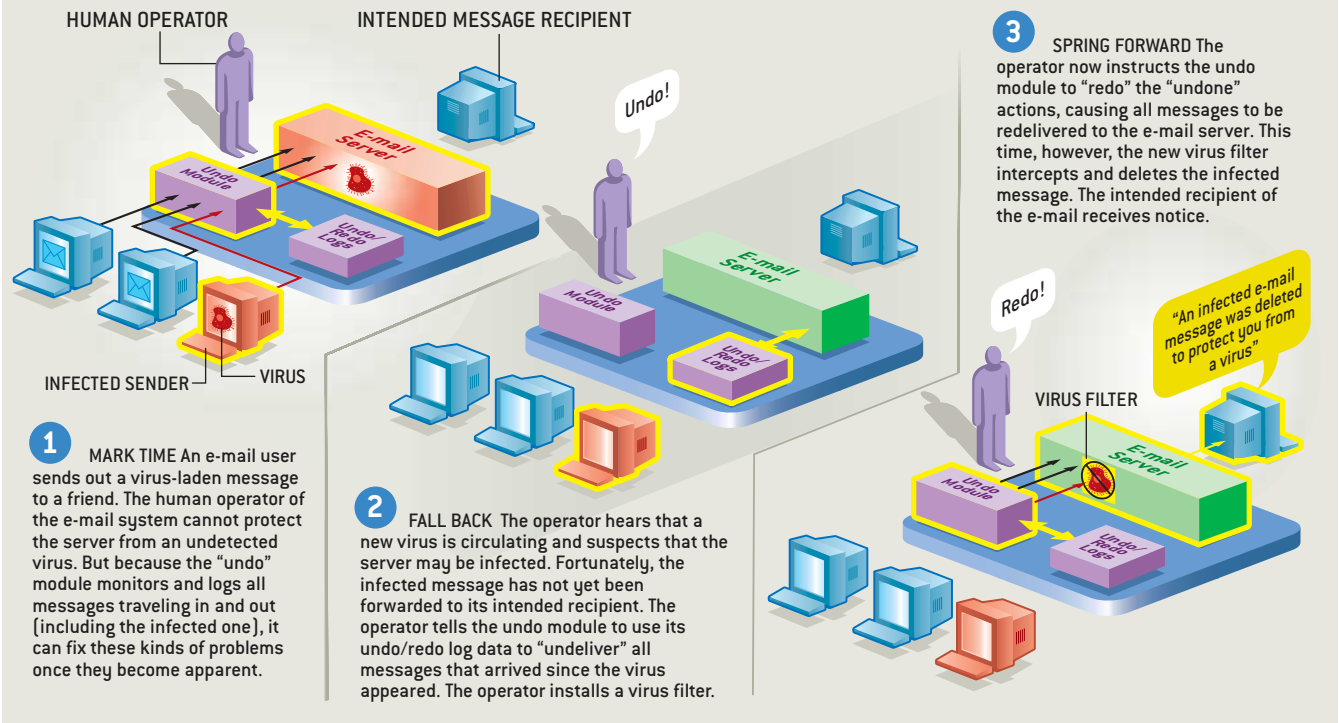 HUMAN OPERATOR
INTENDED MESSAGE RECIPIENT
E-mail
Server
Undo
Module
Undo/
Redo
Logs
INFECTED SENDER
VIRUS
1
MARK TIME An e-mail user
sends out a virus-laden message
to a friend. The human operator of
the e-mail system cannot protect
the server from an undetected
virus. But because the “undo”
module monitors and logs all
messages traveling in and out
(including the infected one), it
can fix these kinds of problems
once they become apparent.
Undo!
E-mail
Server
Undo
Module
Undo/
Redo
Logs
2
FALL BACK The operator hears that a
new virus is circulating and suspects that the
server may be infected. Fortunately, the
infected message has not yet been
forwarded to its intended recipient. The
operator tells the undo module to use its
undo/redo log data to “undeliver” all
messages that arrived since the virus
appeared. The operator installs a virus filter.
3
SPRING FORWARD The
operator now instructs the undo
module to “redo” the “undone”
actions, causing all messages to be
redelivered to the e-mail server. This
time, however, the new virus filter
intercepts and deletes the infected
message. The intended recipient of
the e-mail receives notice.
Redo!
“An infected e-mail
message was deleted
to protect you from
a virus”
VIRUS FILTER
E-mail
Server
Undo
Module
Undo/
Redo
Logs